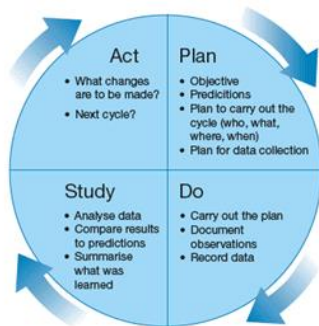 Act
• What changes
are to be made?
• Next cycle?
Plan
• Objective
• Predicitions
• Plan to carry out the
cycle (who, what,
where, when)
• Plan for data collection
Study
• Analyse data
• Compare results
to predictions
• Summarise
what was
learned
Do
• Carry out the plan
• Document
observations
• Record data